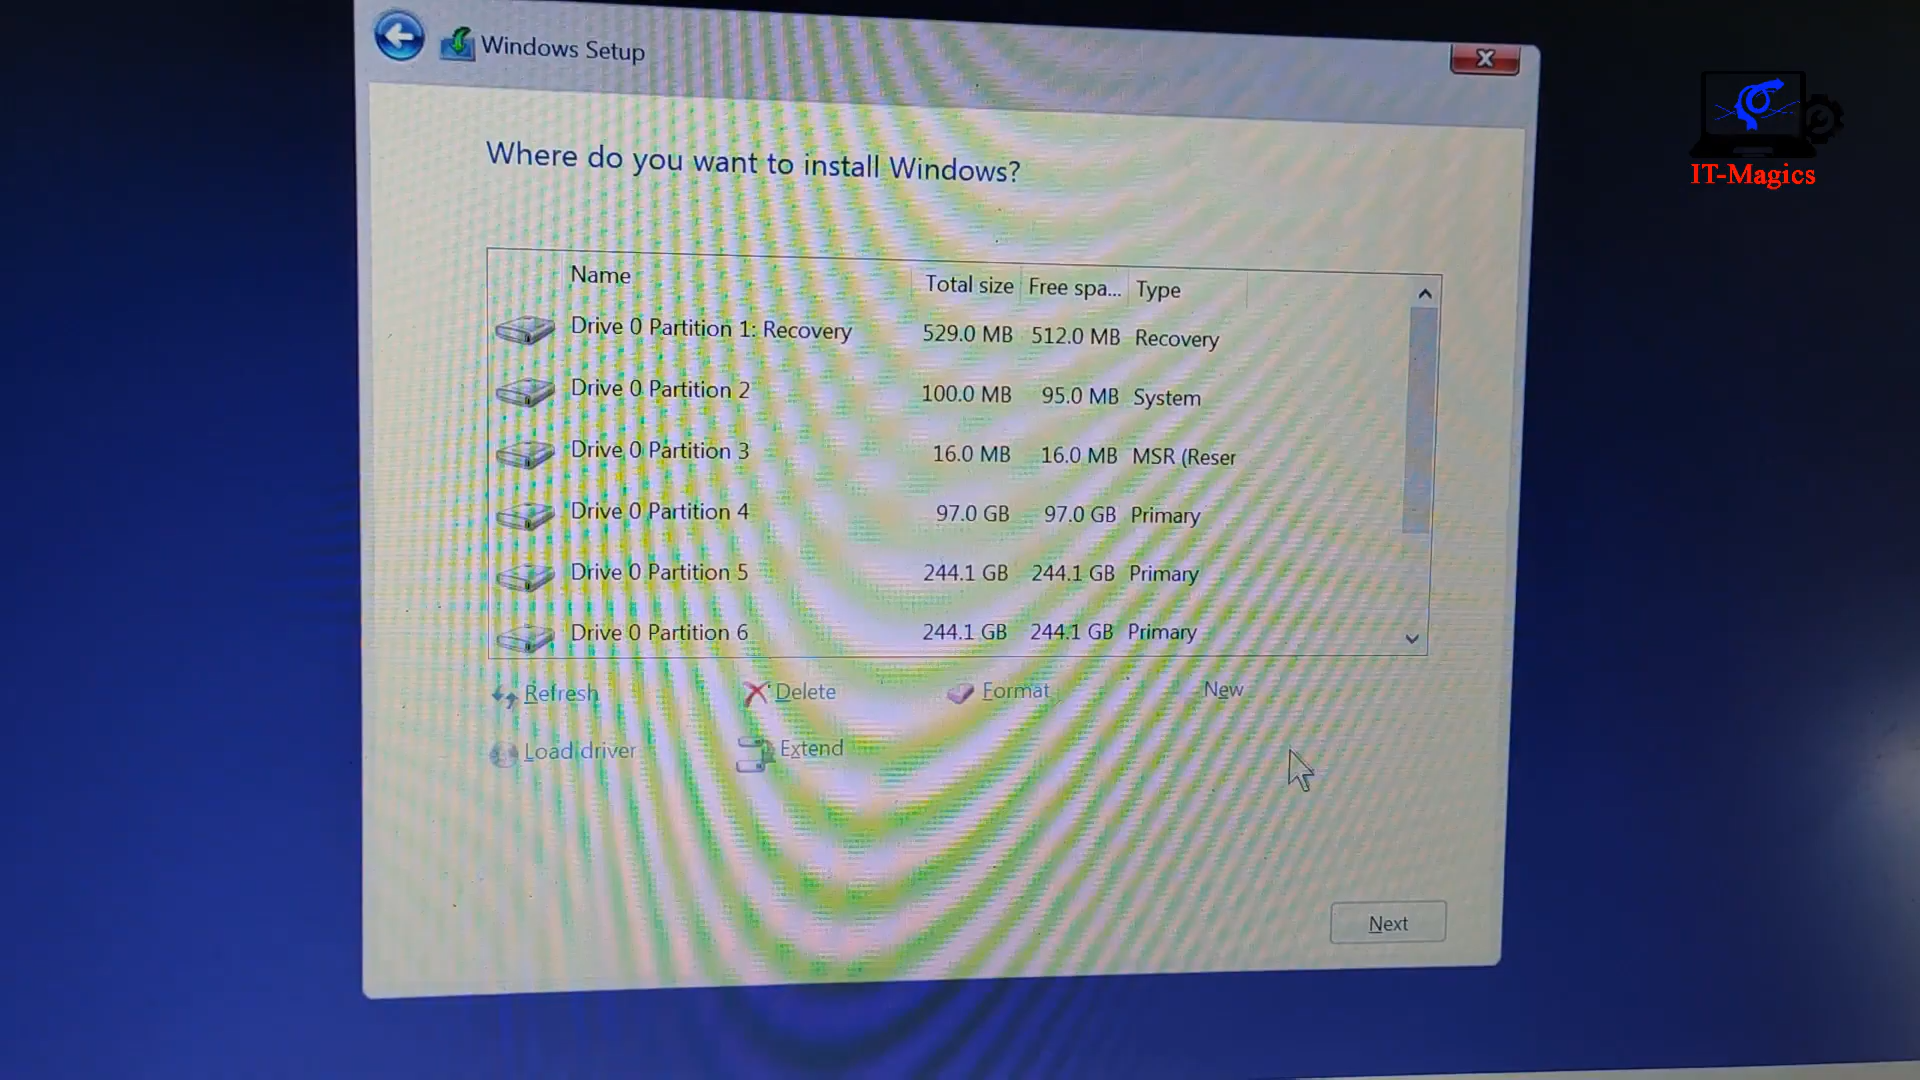 Windows Setup
x
IT-Magics
Where do you want to install Windows?
Name Total size Free spa... Type
Drive 0 Partition 1: Recovery 529.0 MB 512.0 MB Recovery
Drive 0 Partition 2 100.0 MB 95.0 MB System
Drive 0 Partition 3 16.0 MB 16.0 MB MSR (Reser
Drive 0 Partition 4 97.0 GB 97.0 GB Primary
Drive 0 Partition 5 244.1 GB 244.1 GB Primary
Drive 0 Partition 6 244.1 GB 244.1 GB Primary
Refresh Delete Format New
Load driver Extend
Next